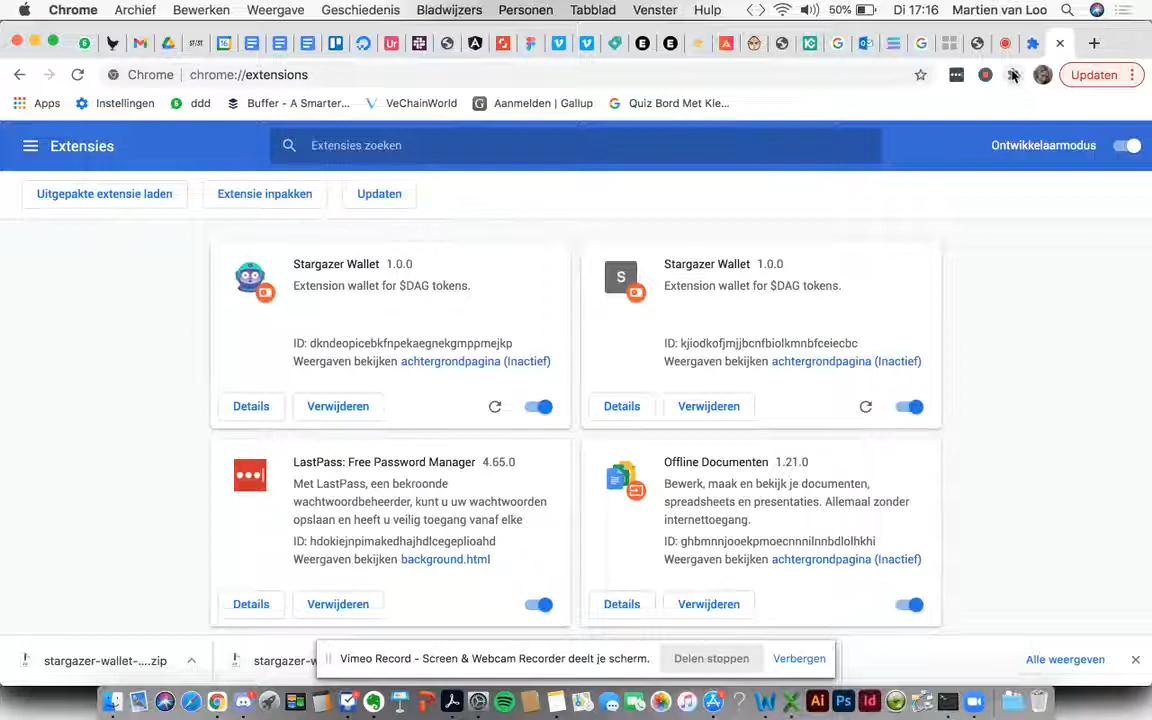 Chrome Archief Bewerken Weergave Geschiedenis Bladwijzers Personen Tabblad Venster Hulp 50% Di 17:16 Martien van Loo
Chrome chrome://extensions Updaten
Apps Instellingen ddd Buffer - A Smarter... VeChainWorld Aanmelden | Gallup Quiz Bord Met Kle...
Extensies Extensies zoeken Ontwikkelaarmodus
Uitgepakte extensie laden Extensie inpakken Updaten
Stargazer Wallet 1.0.0
Extension wallet for $DAG tokens.
ID: dkndeopicebkfnpekaegnekgmppmejkp
Weergaven bekijken achtergrondpagina (Inactief)
Details Verwijderen
S
Stargazer Wallet 1.0.0
Extension wallet for $DAG tokens.
ID: kjiodkofjmjjbcnfbiolkmnbfceiecbc
Weergaven bekijken achtergrondpagina (Inactief)
Details Verwijderen
LastPass: Free Password Manager 4.65.0
Met LastPass, een bekroonde
wachtwoordbeheerder, kunt u uw wachtwoorden
opslaan en heeft u veilig toegang vanaf elke
ID: hdokiejnpimakedhajhdlcegeplioahd
Weergaven bekijken background.html
Details Verwijderen
Offline Documenten 1.21.0
Bewerk, maak en bekijk je documenten,
spreadsheets en presentaties. Allemaal zonder
internettoegang.
ID: ghbmnnjooekpmoecnnnilnnbdlolhkhi
Weergaven bekijken achtergrondpagina (Inactief)
Details Verwijderen
stargazer-wallet-....zip stargazer-w
Vimeo Record - Screen & Webcam Recorder deelt je scherm. Delen stoppen Verbergen
Alle weergeven
Ai Ps Id